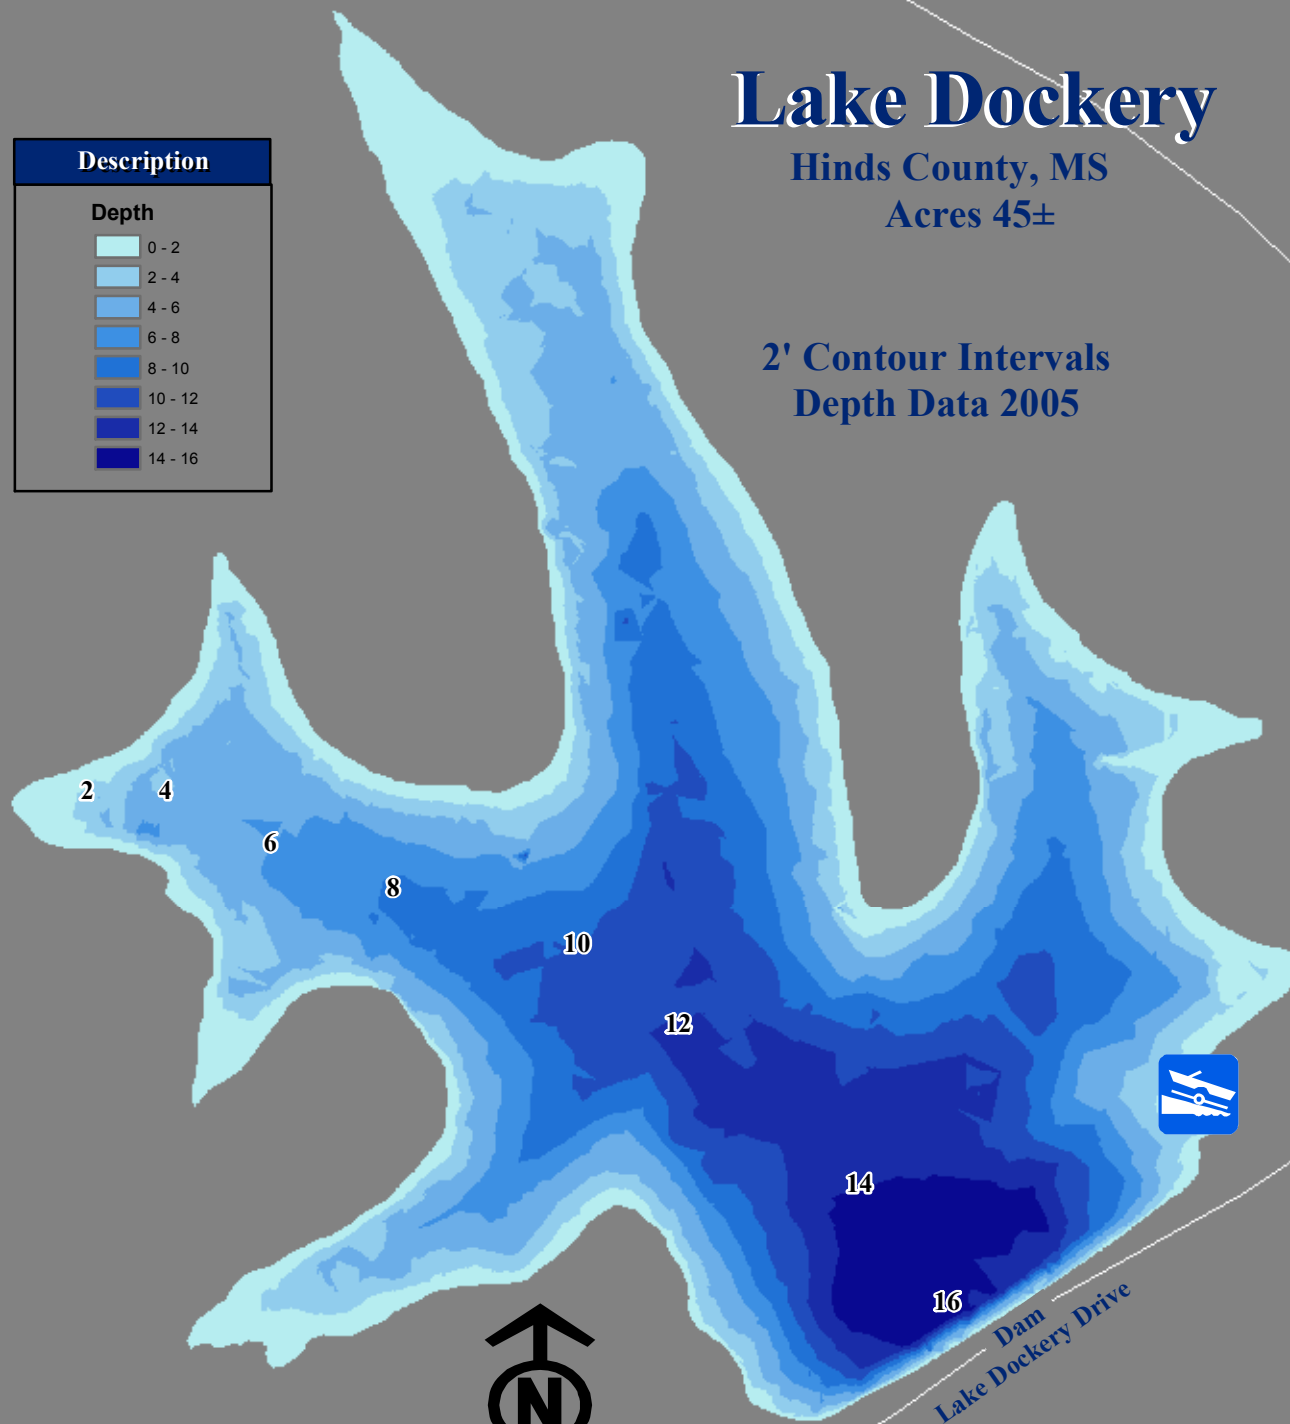 Lake Dockery
Hinds County, MS
Acres 45±
Description
Depth
0 - 2
2 - 4
4 - 6
6 - 8
8 - 10
10 - 12
12 - 14
14 - 16
2' Contour Intervals
Depth Data 2005
2
4
6
8
10
12
14
16
Dam
Lake Dockery Drive
N